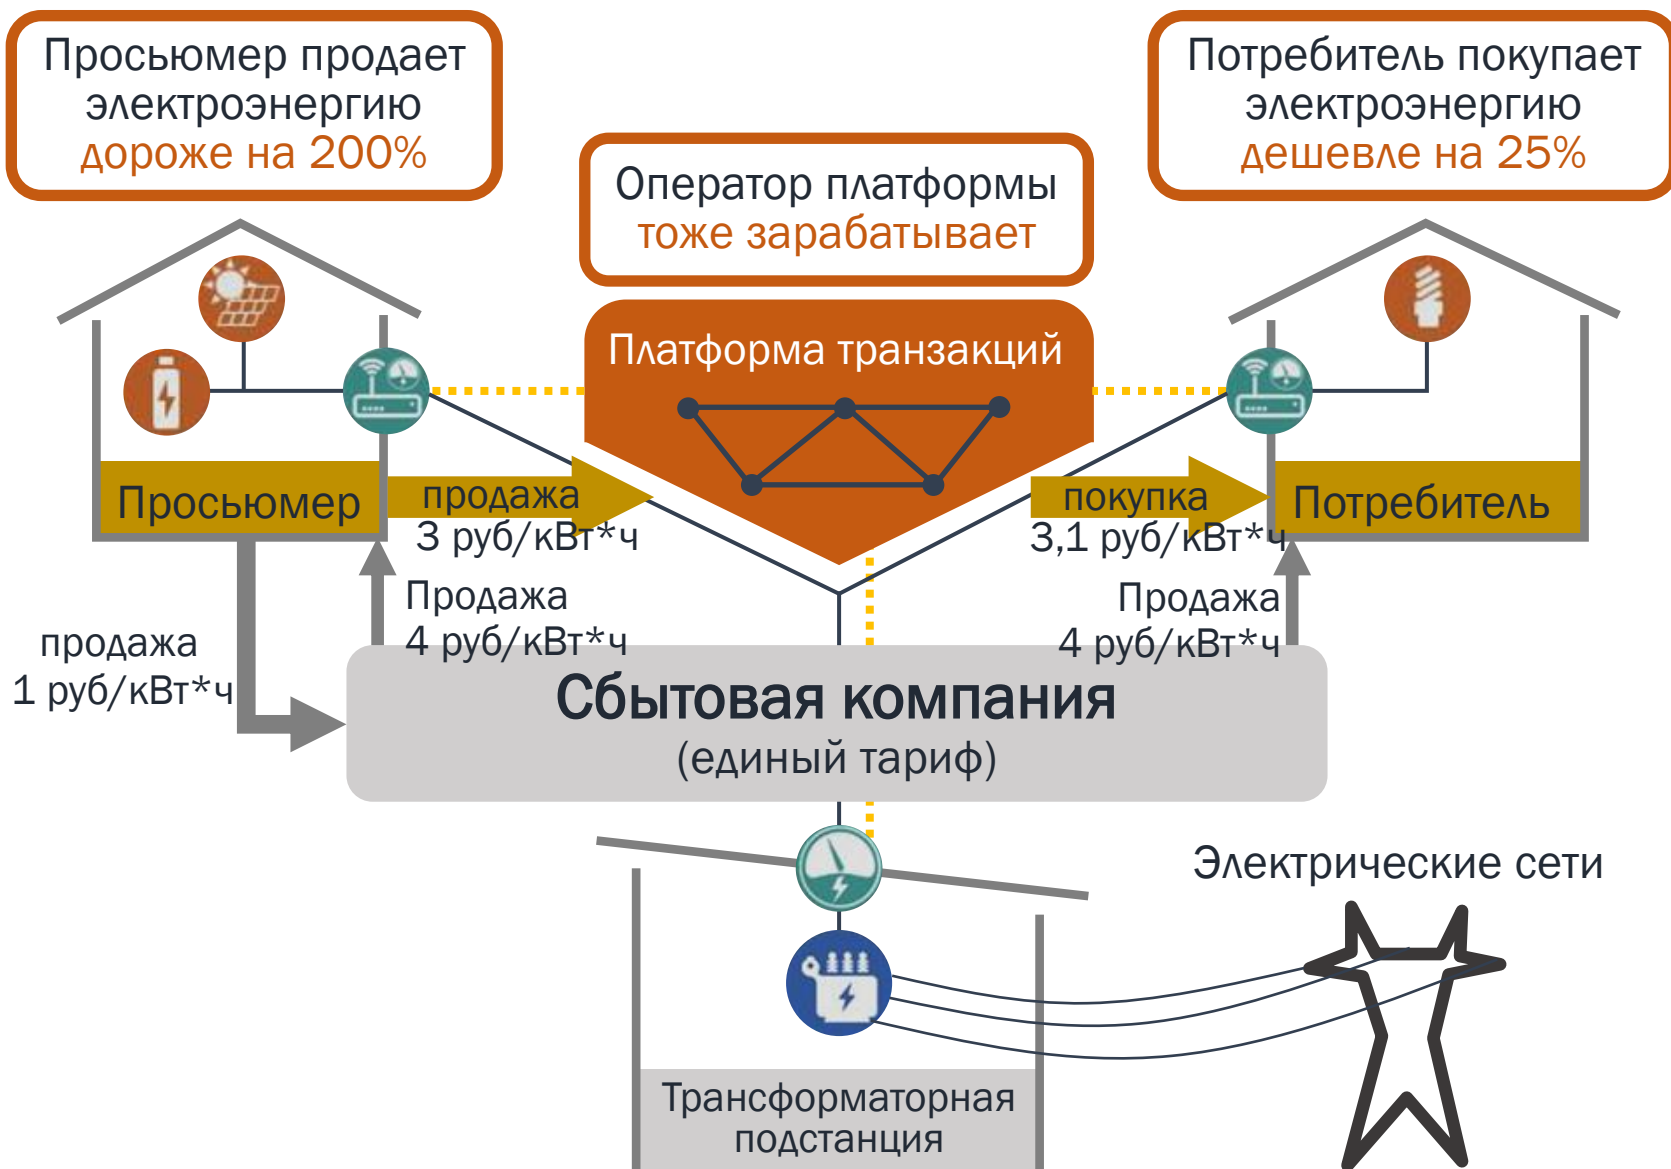 Просьюмер продает
электроэнергию
дороже на 200%
Потребитель покупает
электроэнергию
дешевле на 25%
Оператор платформы
тоже зарабатывает
Платформа транзакций
Просьюмер
продажа
3 руб/кВт*ч
покупка
3,1 руб/кВт*ч
Потребитель
продажа
1 руб/кВт*ч
Продажа
4 руб/кВт*ч
Продажа
4 руб/кВт*ч
Сбытовая компания
(единый тариф)
Электрические сети
Трансформаторная
подстанция